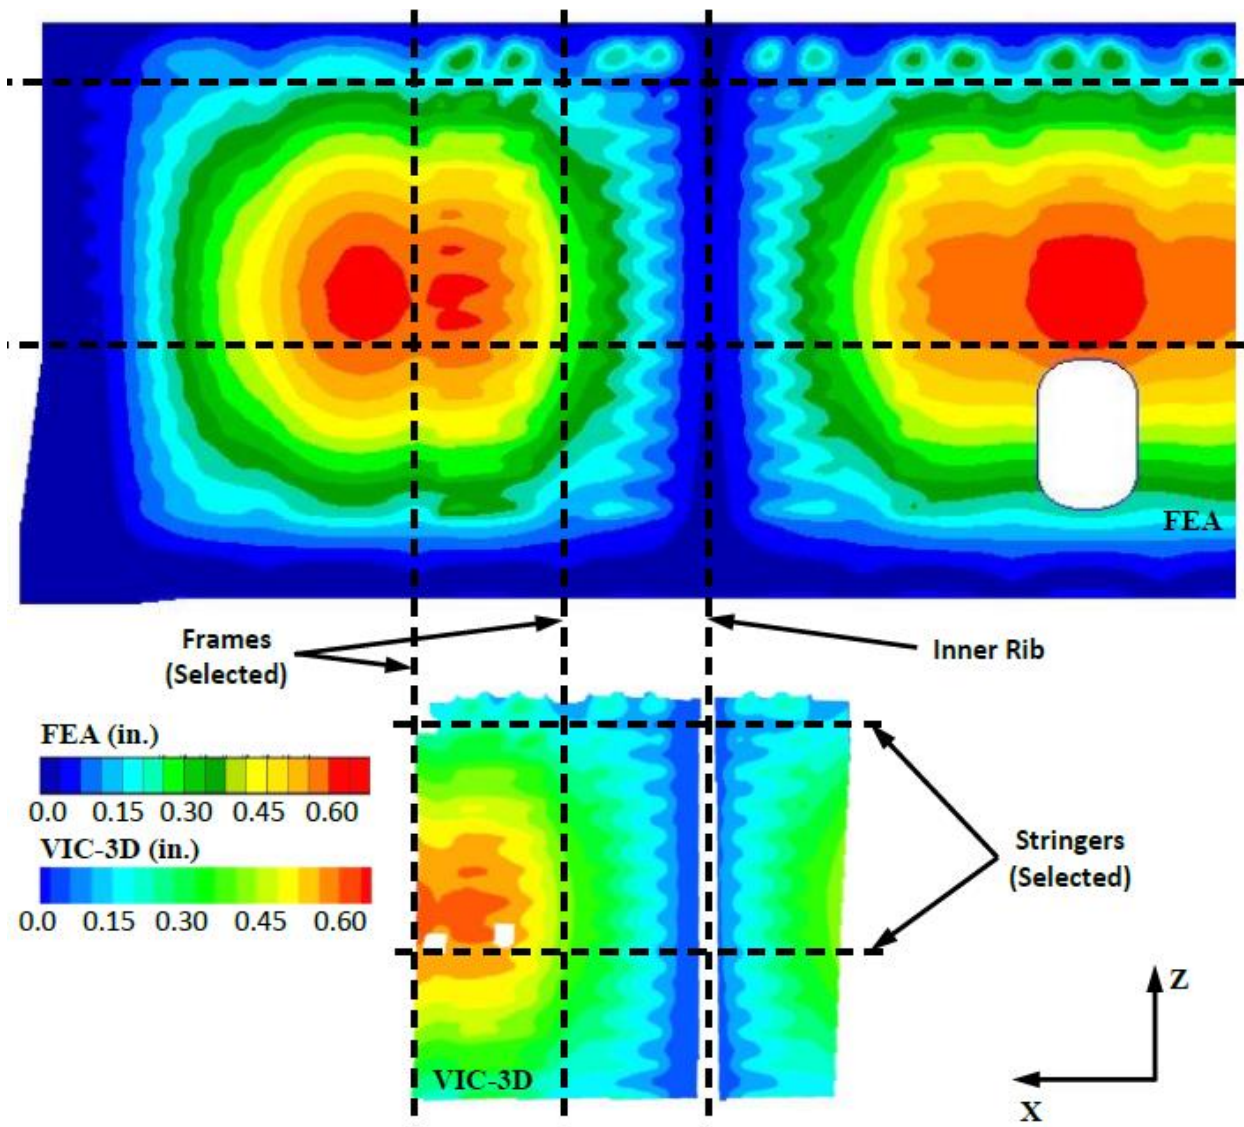 FEA
Frames
(Selected)
Inner Rib
FEA (in.)
0.0 0.15 0.30 0.45 0.60
VIC-3D (in.)
0.0 0.15 0.30 0.45 0.60
Stringers
(Selected)
VIC-3D
Z
X